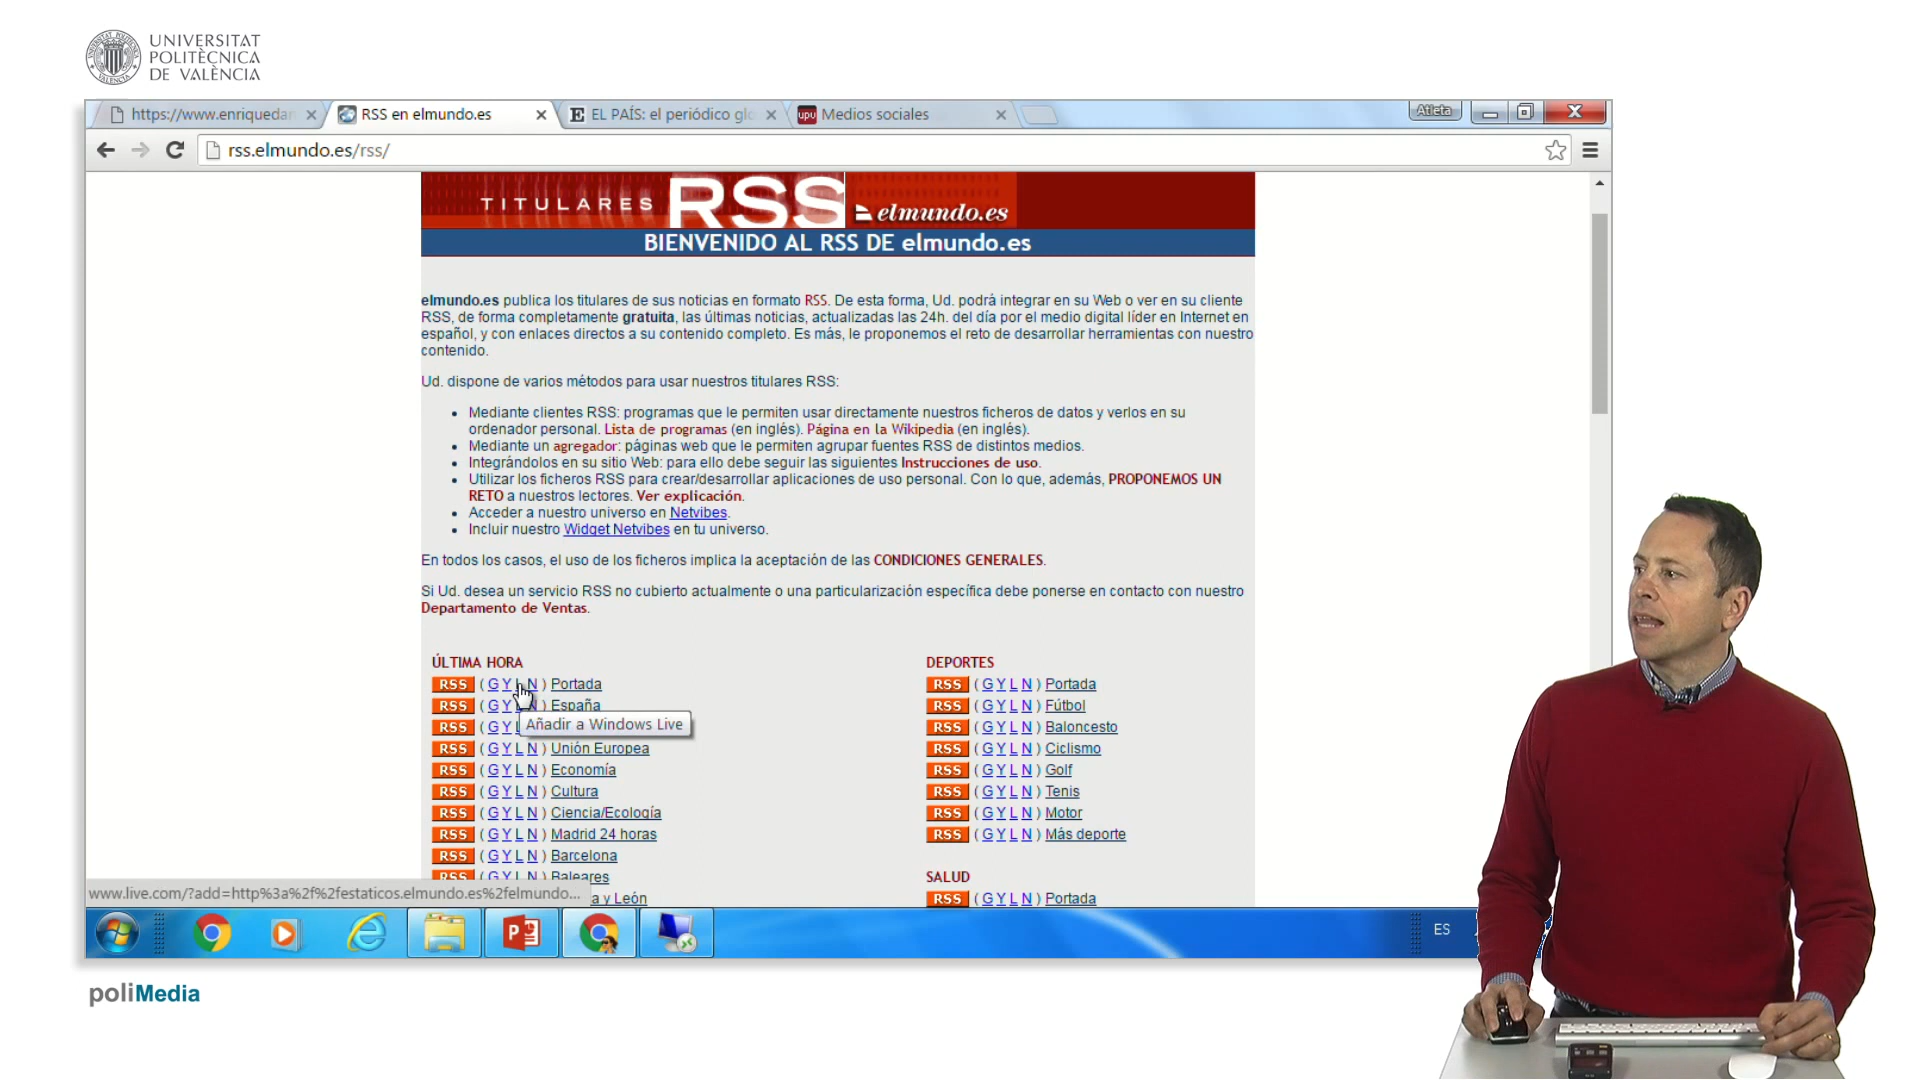 UNIVERSITAT
POLITÈCNICA
DE VALÈNCIA
https://www.enriquedan
RSS en elmundo.es
EL PAÍS: el periódico glo
Medios sociales
Atleta
rss.elmundo.es/rss/
TITULARES RSS elmundo.es
BIENVENIDO AL RSS DE elmundo.es
elmundo.es publica los titulares de sus noticias en formato RSS. De esta forma, Ud. podrá integrar en su Web o ver en su cliente
RSS, de forma completamente gratuita, las últimas noticias, actualizadas las 24h. del día por el medio digital líder en Internet en
español, y con enlaces directos a su contenido completo. Es más, le proponemos el reto de desarrollar herramientas con nuestro
contenido.
Ud. dispone de varios métodos para usar nuestros titulares RSS:
• Mediante clientes RSS: programas que le permiten usar directamente nuestros ficheros de datos y verlos en su
ordenador personal. Lista de programas (en inglés). Página en la Wikipedia (en inglés).
• Mediante un agregador: páginas web que le permiten agrupar fuentes RSS de distintos medios.
• Integrándolos en su sitio Web: para ello debe seguir las siguientes Instrucciones de uso.
• Utilizar los ficheros RSS para crear/desarrollar aplicaciones de uso personal. Con lo que, además, PROPONEMOS UN
RETO a nuestros lectores. Ver explicación.
• Acceder a nuestro universo en Netvibes.
• Incluir nuestro Widget Netvibes en tu universo.
En todos los casos, el uso de los ficheros implica la aceptación de las CONDICIONES GENERALES.
Si Ud. desea un servicio RSS no cubierto actualmente o una particularización específica debe ponerse en contacto con nuestro
Departamento de Ventas.
ÚLTIMA HORA
RSS ( G Y L N ) Portada
RSS ( G Y L N ) España
Añadir a Windows Live
RSS ( G Y L
RSS ( G Y L N ) Unión Europea
RSS ( G Y L N ) Economía
RSS ( G Y L N ) Cultura
RSS ( G Y L N ) Ciencia/Ecología
RSS ( G Y L N ) Madrid 24 horas
RSS ( G Y L N ) Barcelona
RSS ( G Y L N ) Baleares
a y León
DEPORTES
RSS ( G Y L N ) Portada
RSS ( G Y L N ) Fútbol
RSS ( G Y L N ) Baloncesto
RSS ( G Y L N ) Ciclismo
RSS ( G Y L N ) Golf
RSS ( G Y L N ) Tenis
RSS ( G Y L N ) Motor
RSS ( G Y L N ) Más deporte
SALUD
RSS ( G Y L N ) Portada
www.live.com/?add=http%3a%2f%2festaticos.elmundo.es%2felmundo...
ES
poliMedia